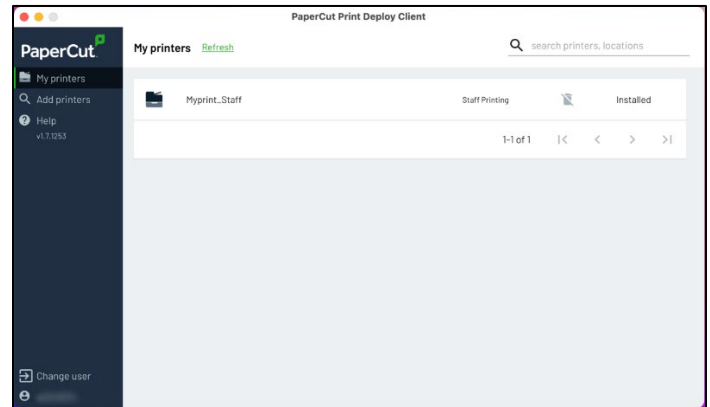 PaperCut Print Deploy Client
PaperCut
My printers Refresh
search printers, locations
My printers
Add printers
Help
v1.7.1253
Myprint_Staff Staff Printing Installed
1-1 of 1
Change user